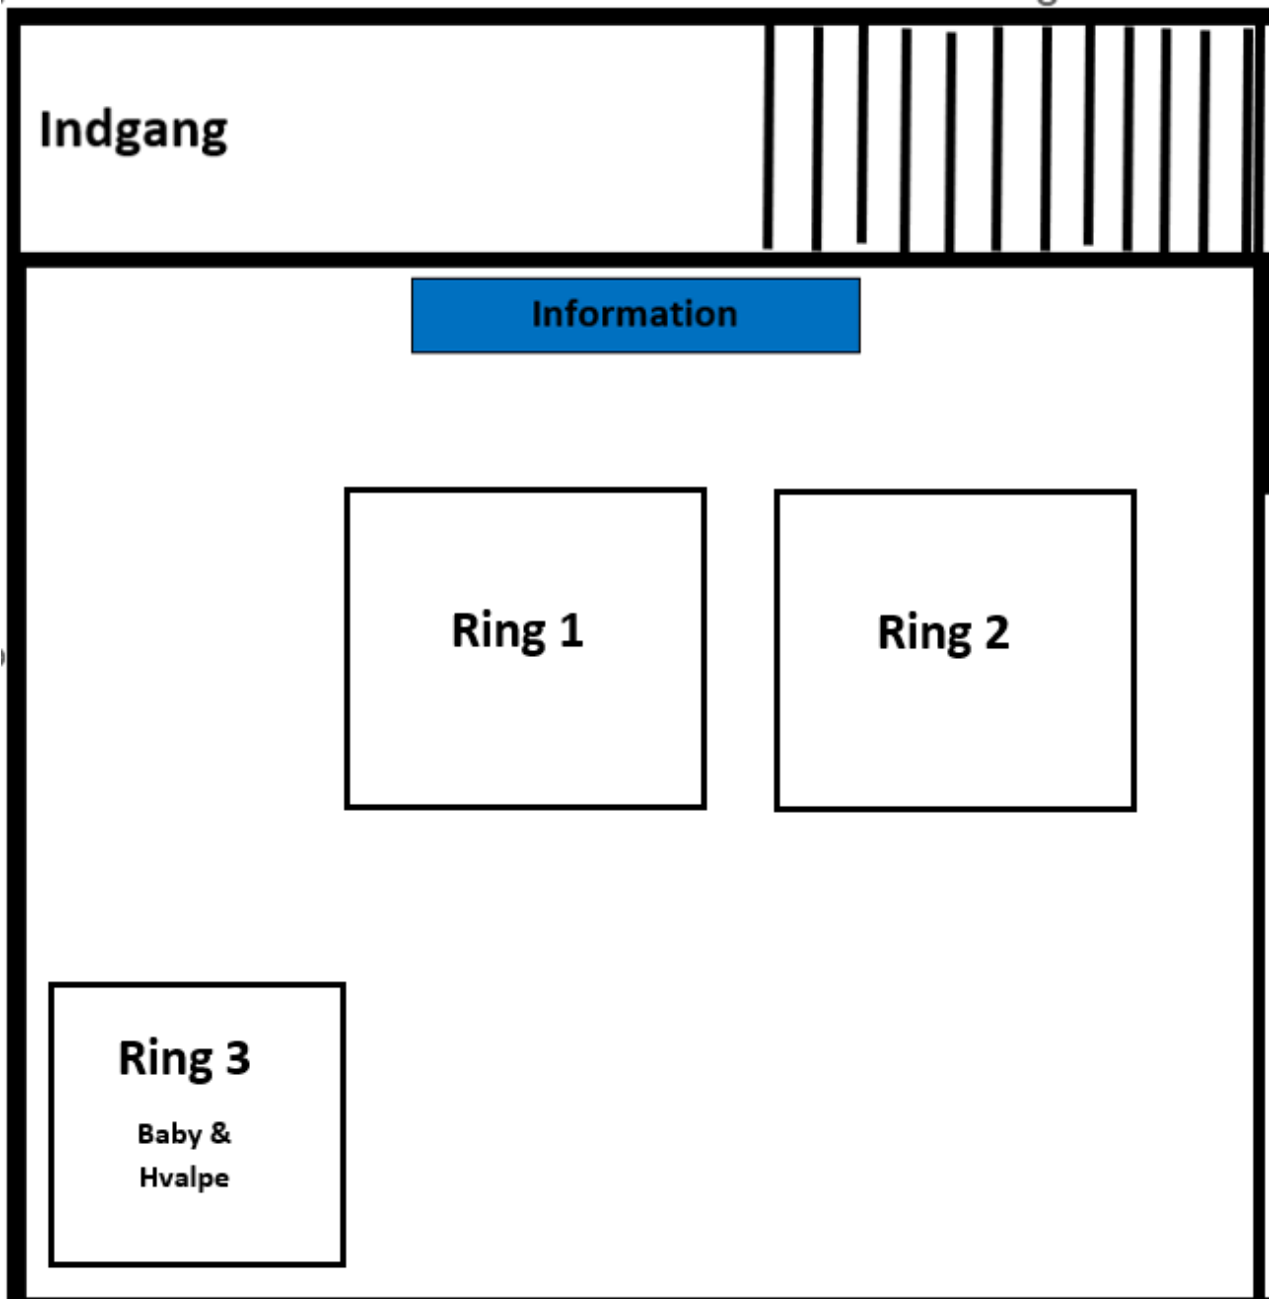 Indgang
Information
Ring 1
Ring 2
Ring 3
Baby &
Hvalpe